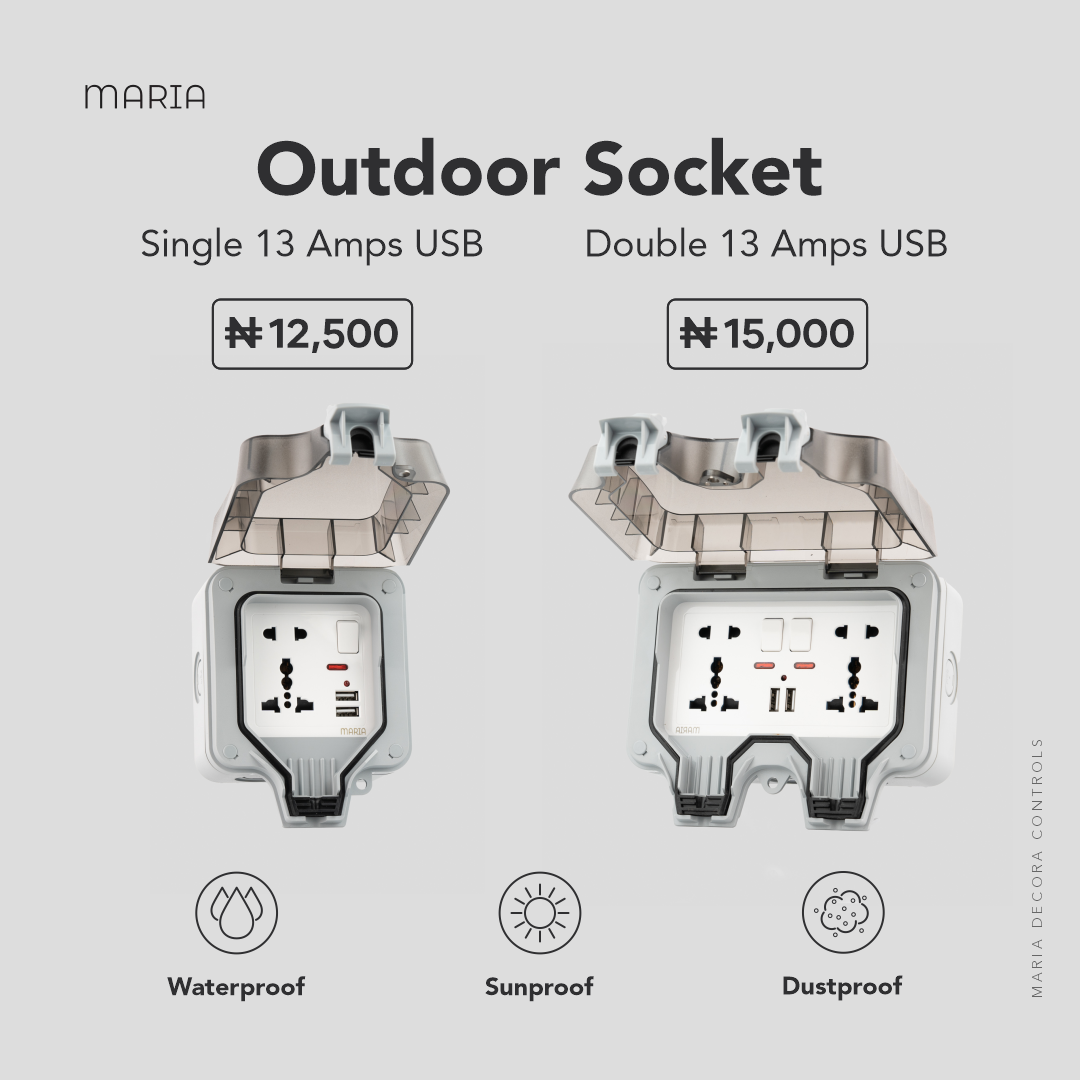 MARIA
Outdoor Socket
Single 13 Amps USB
Double 13 Amps USB
₦12,500
₦15,000
MARIA
AIRAM
Waterproof
Sunproof
Dustproof
MARIA DECORA CONTROLS